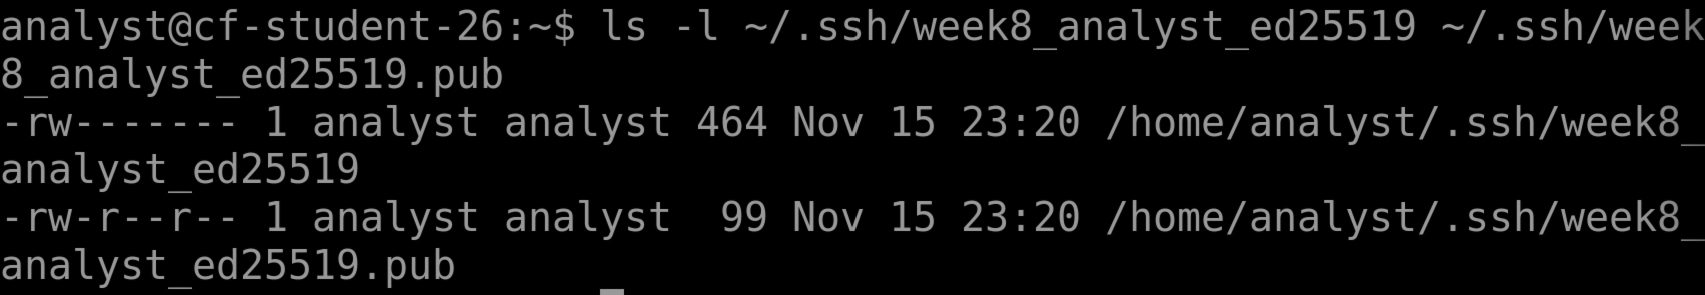 analyst@cf-student-26:~$ ls -l ~/.ssh/week8_analyst_ed25519 ~/.ssh/week
8_analyst_ed25519.pub
-rw------- 1 analyst analyst 464 Nov 15 23:20 /home/analyst/.ssh/week8_
analyst_ed25519
-rw-r--r-- 1 analyst analyst  99 Nov 15 23:20 /home/analyst/.ssh/week8_
analyst_ed25519.pub